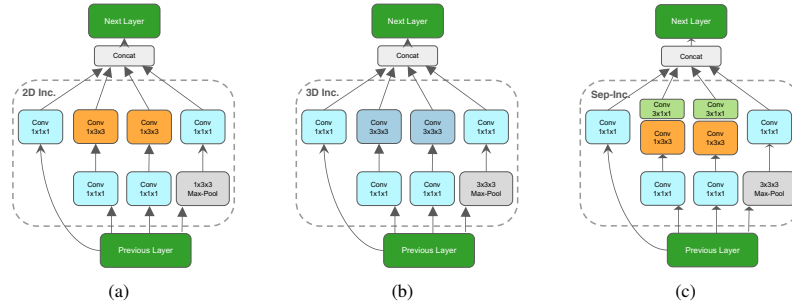 Next Layer
Concat
2D Inc.
Conv
1x1x1
Conv
1x3x3
Conv
1x3x3
Conv
1x1x1
Conv
1x1x1
Conv
1x1x1
1x3x3
Max-Pool
Previous Layer
(a)
Next Layer
Concat
3D Inc.
Conv
1x1x1
Conv
3x3x3
Conv
3x3x3
Conv
1x1x1
Conv
1x1x1
Conv
1x1x1
3x3x3
Max-Pool
Previous Layer
(b)
Next Layer
Concat
Sep-Inc.
Conv
1x1x1
Conv
3x1x1
Conv
1x3x3
Conv
3x1x1
Conv
1x3x3
Conv
1x1x1
Conv
1x1x1
Conv
1x1x1
3x3x3
Max-Pool
Previous Layer
(c)